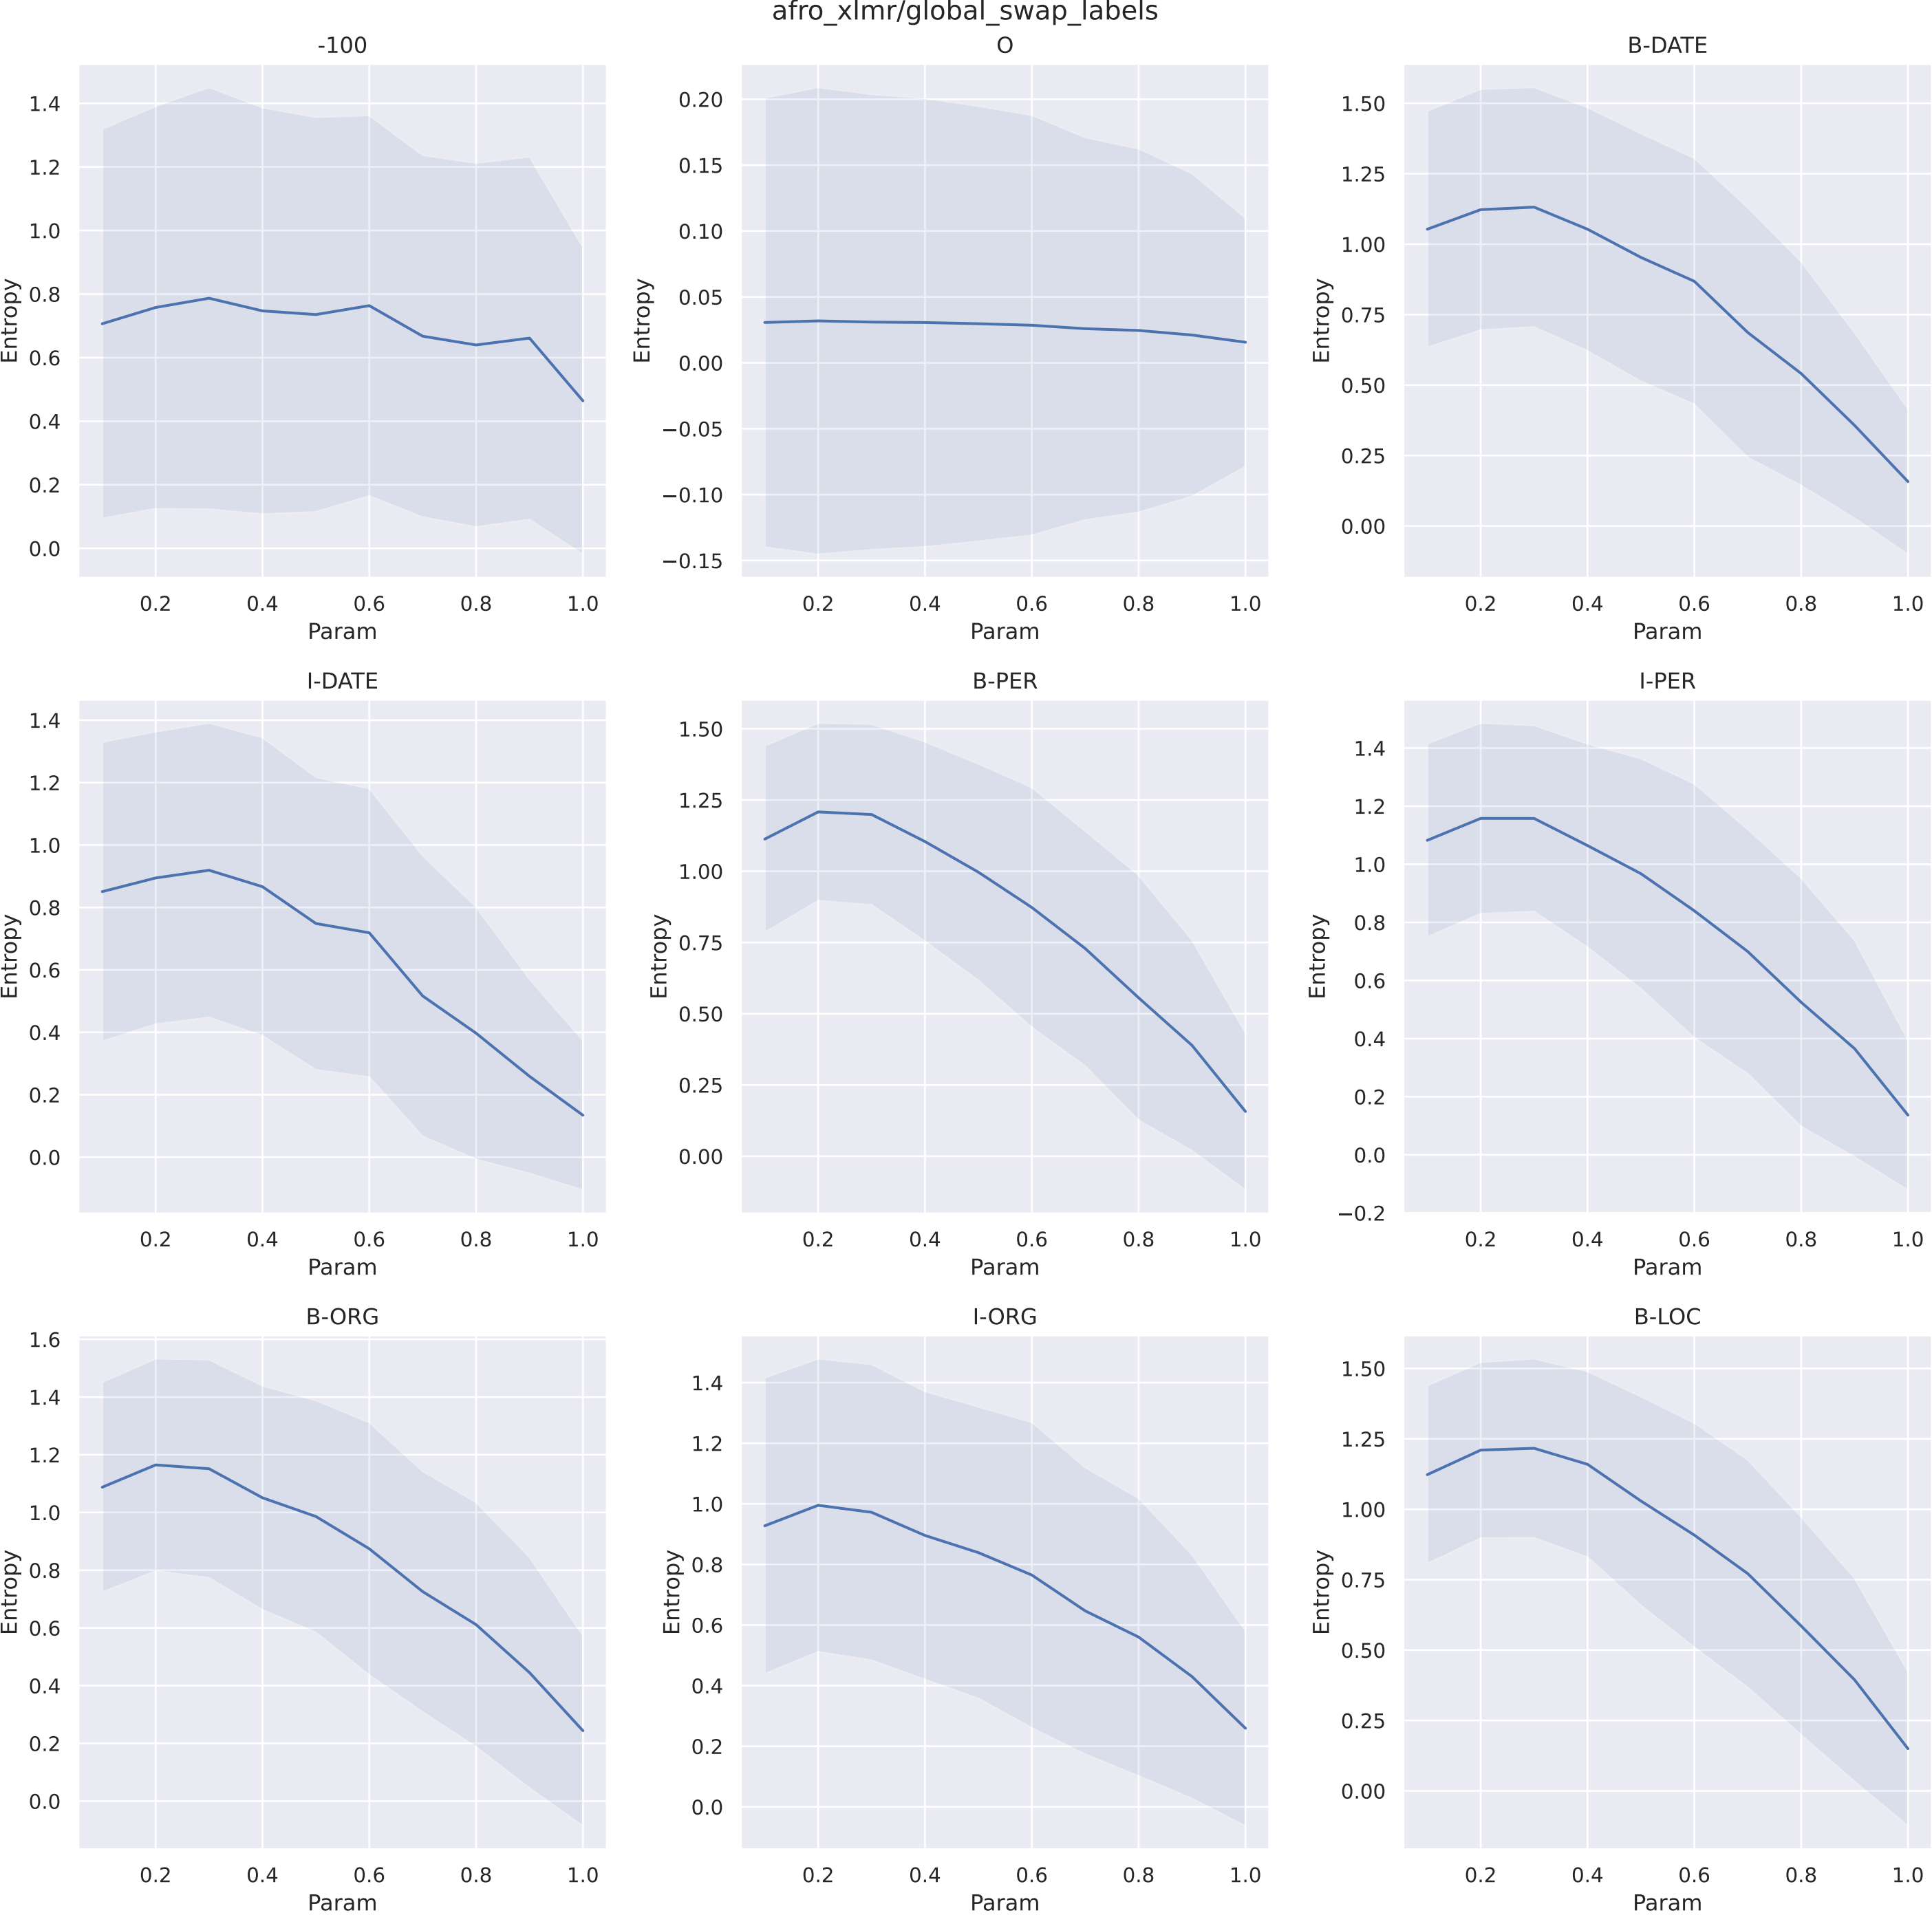 afro_xlmr/global_swap_labels
-100
O
B-DATE
1.4
1.2
1.0
0.8
0.6
0.4
0.2
0.0
Entropy
0.2 0.4 0.6 0.8 1.0
Param
0.20
0.15
0.10
0.05
0.00
−0.05
−0.10
−0.15
Entropy
0.2 0.4 0.6 0.8 1.0
Param
1.50
1.25
1.00
0.75
0.50
0.25
0.00
Entropy
0.2 0.4 0.6 0.8 1.0
Param
I-DATE
B-PER
I-PER
1.4
1.2
1.0
0.8
0.6
0.4
0.2
0.0
Entropy
0.2 0.4 0.6 0.8 1.0
Param
1.50
1.25
1.00
0.75
0.50
0.25
0.00
Entropy
0.2 0.4 0.6 0.8 1.0
Param
1.4
1.2
1.0
0.8
0.6
0.4
0.2
0.0
−0.2
Entropy
0.2 0.4 0.6 0.8 1.0
Param
B-ORG
I-ORG
B-LOC
1.6
1.4
1.2
1.0
0.8
0.6
0.4
0.2
0.0
Entropy
0.2 0.4 0.6 0.8 1.0
Param
1.4
1.2
1.0
0.8
0.6
0.4
0.2
0.0
Entropy
0.2 0.4 0.6 0.8 1.0
Param
1.50
1.25
1.00
0.75
0.50
0.25
0.00
Entropy
0.2 0.4 0.6 0.8 1.0
Param